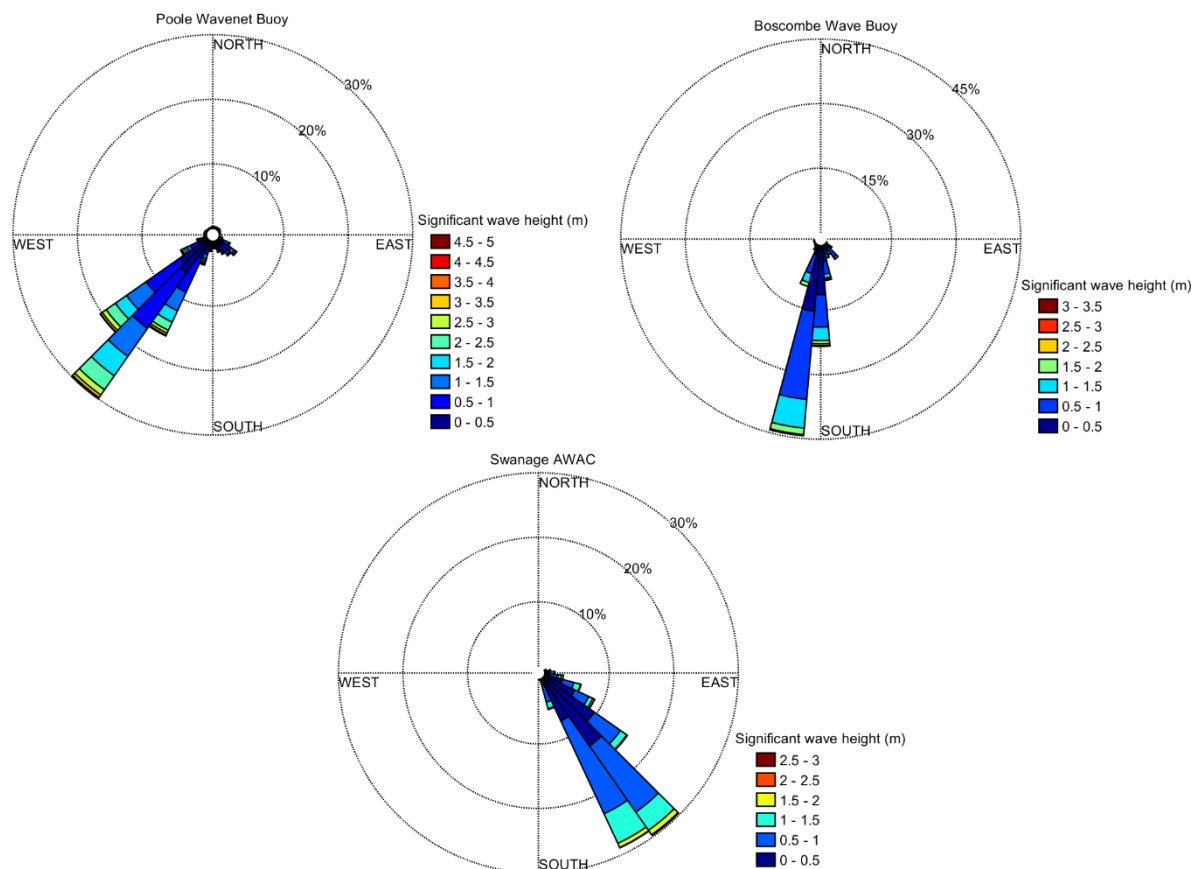 Poole Wavenet Buoy
NORTH
30%
20%
10%
WEST
EAST
SOUTH
Significant wave height (m)
4.5 - 5
4 - 4.5
3.5 - 4
3 - 3.5
2.5 - 3
2 - 2.5
1.5 - 2
1 - 1.5
0.5 - 1
0 - 0.5
Boscombe Wave Buoy
NORTH
45%
30%
15%
WEST
EAST
SOUTH
Significant wave height (m)
3 - 3.5
2.5 - 3
2 - 2.5
1.5 - 2
1 - 1.5
0.5 - 1
0 - 0.5
Swanage AWAC
NORTH
30%
20%
10%
WEST
EAST
SOUTH
Significant wave height (m)
2.5 - 3
2 - 2.5
1.5 - 2
1 - 1.5
0.5 - 1
0 - 0.5